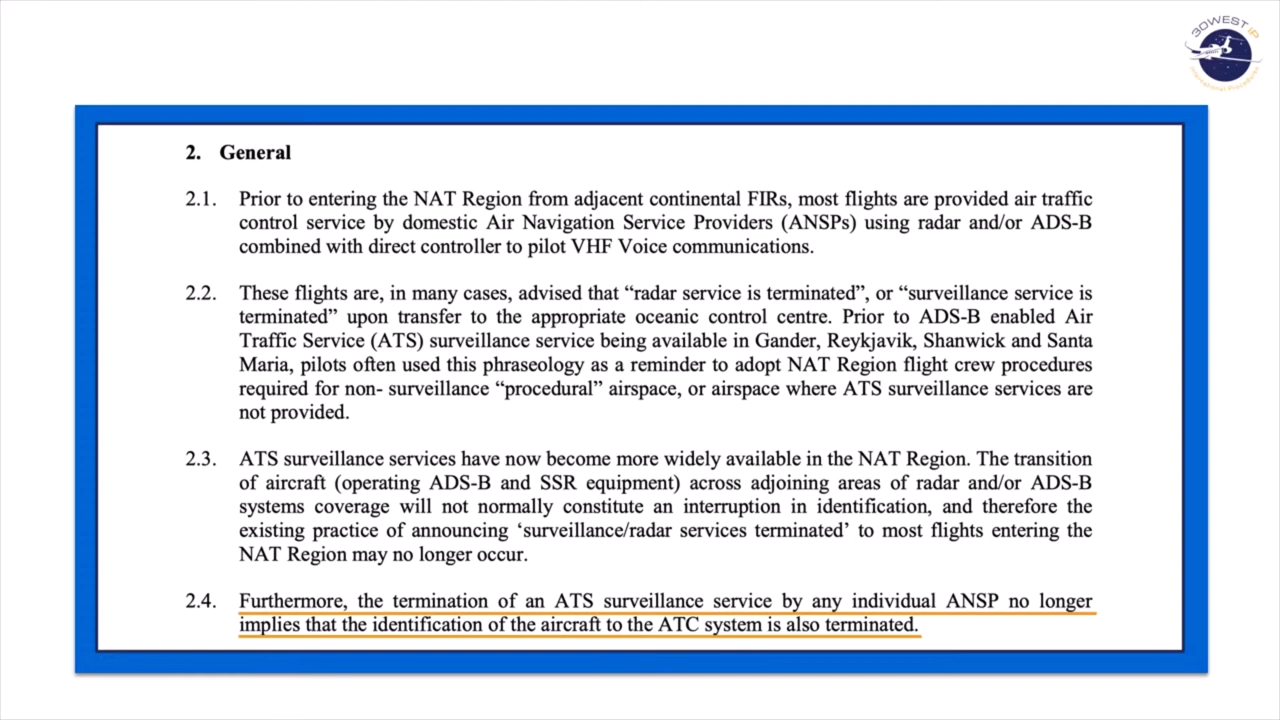 30WEST IP
International Procedures
2. General
2.1. Prior to entering the NAT Region from adjacent continental FIRs, most flights are provided air traffic
control service by domestic Air Navigation Service Providers (ANSPs) using radar and/or ADS-B
combined with direct controller to pilot VHF Voice communications.
2.2. These flights are, in many cases, advised that “radar service is terminated”, or “surveillance service is
terminated” upon transfer to the appropriate oceanic control centre. Prior to ADS-B enabled Air
Traffic Service (ATS) surveillance service being available in Gander, Reykjavik, Shanwick and Santa
Maria, pilots often used this phraseology as a reminder to adopt NAT Region flight crew procedures
required for non- surveillance “procedural” airspace, or airspace where ATS surveillance services are
not provided.
2.3. ATS surveillance services have now become more widely available in the NAT Region. The transition
of aircraft (operating ADS-B and SSR equipment) across adjoining areas of radar and/or ADS-B
systems coverage will not normally constitute an interruption in identification, and therefore the
existing practice of announcing ‘surveillance/radar services terminated’ to most flights entering the
NAT Region may no longer occur.
2.4. Furthermore, the termination of an ATS surveillance service by any individual ANSP no longer
implies that the identification of the aircraft to the ATC system is also terminated.